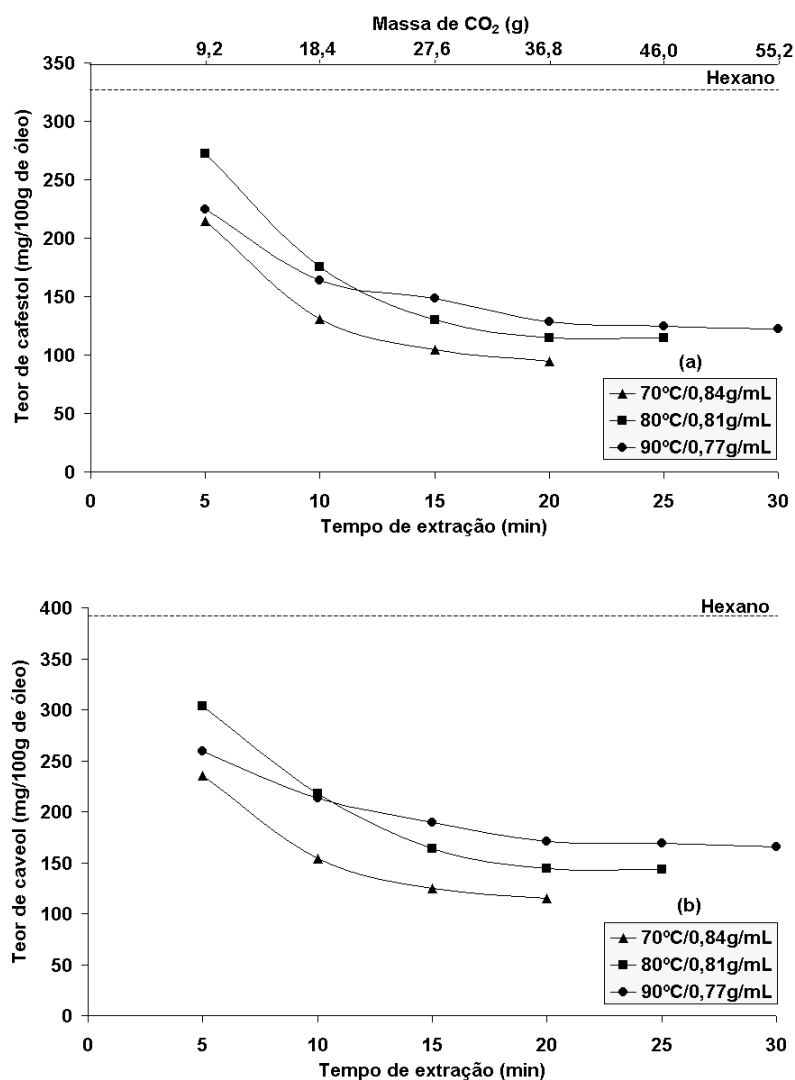 Massa de CO₂ (g)
9,2 18,4 27,6 36,8 46,0 55,2
Hexano
350
300
250
200
150
100
50
0
Teor de cafestol (mg/100g de óleo)
(a)
70ºC/0,84g/mL
80ºC/0,81g/mL
90ºC/0,77g/mL
0 5 10 15 20 25 30
Tempo de extração (min)
Hexano
400
350
300
250
200
150
100
50
0
Teor de caveol (mg/100g de óleo)
(b)
70ºC/0,84g/mL
80ºC/0,81g/mL
90ºC/0,77g/mL
0 5 10 15 20 25 30
Tempo de extração (min)